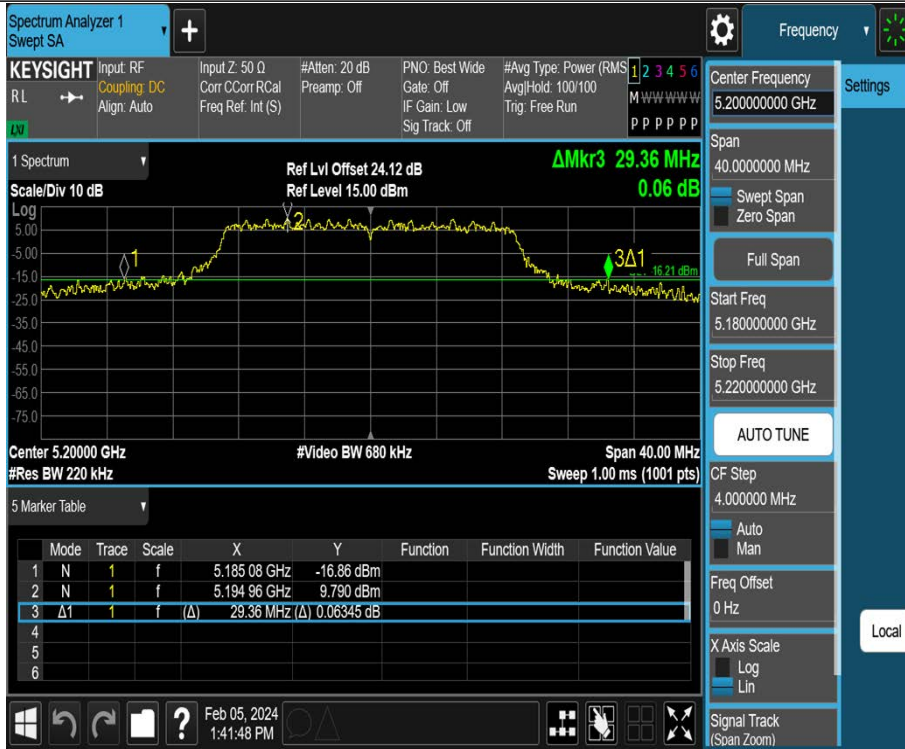 Spectrum Analyzer 1
Swept SA
+
Frequency
KEYSIGHT
RL
LXI
Input: RF
Coupling: DC
Align: Auto
Input Z: 50 Ω
Corr CCorr RCal
Freq Ref: Int (S)
#Atten: 20 dB
Preamp: Off
PNO: Best Wide
Gate: Off
IF Gain: Low
Sig Track: Off
#Avg Type: Power (RMS
Avg|Hold: 100/100
Trig: Free Run
1 2 3 4 5 6
M W W W W W
P P P P P P
Settings
1 Spectrum
Scale/Div 10 dB
Ref Lvl Offset 24.12 dB
Ref Level 15.00 dBm
ΔMkr3 29.36 MHz
0.06 dB
Log
5.00
-5.00
-15.0
-25.0
-35.0
-45.0
-55.0
-65.0
-75.0
1
2
3Δ1
16.21 dBm
Center 5.20000 GHz
#Video BW 680 kHz
Span 40.00 MHz
#Res BW 220 kHz
Sweep 1.00 ms (1001 pts)
5 Marker Table
Mode Trace Scale X Y Function Function Width Function Value
1 N 1 f 5.185 08 GHz -16.86 dBm
2 N 1 f 5.194 96 GHz 9.790 dBm
3 Δ1 1 f (Δ) 29.36 MHz (Δ) 0.06345 dB
4
5
6
Center Frequency
5.200000000 GHz
Span
40.0000000 MHz
Swept Span
Zero Span
Full Span
Start Freq
5.180000000 GHz
Stop Freq
5.220000000 GHz
AUTO TUNE
CF Step
4.000000 MHz
Auto
Man
Freq Offset
0 Hz
X Axis Scale
Log
Lin
Signal Track
(Span Zoom)
Local
?
Feb 05, 2024
1:41:48 PM